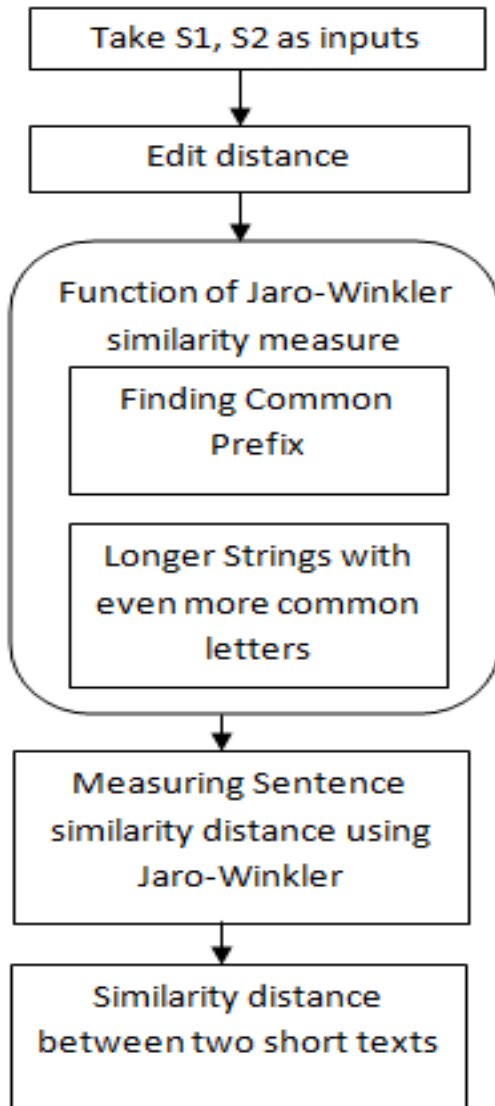 Take S1, S2 as inputs
Edit distance
Function of Jaro-Winkler
similarity measure
Finding Common
Prefix
Longer Strings with
even more common
letters
Measuring Sentence
similarity distance using
Jaro-Winkler
Similarity distance
between two short texts